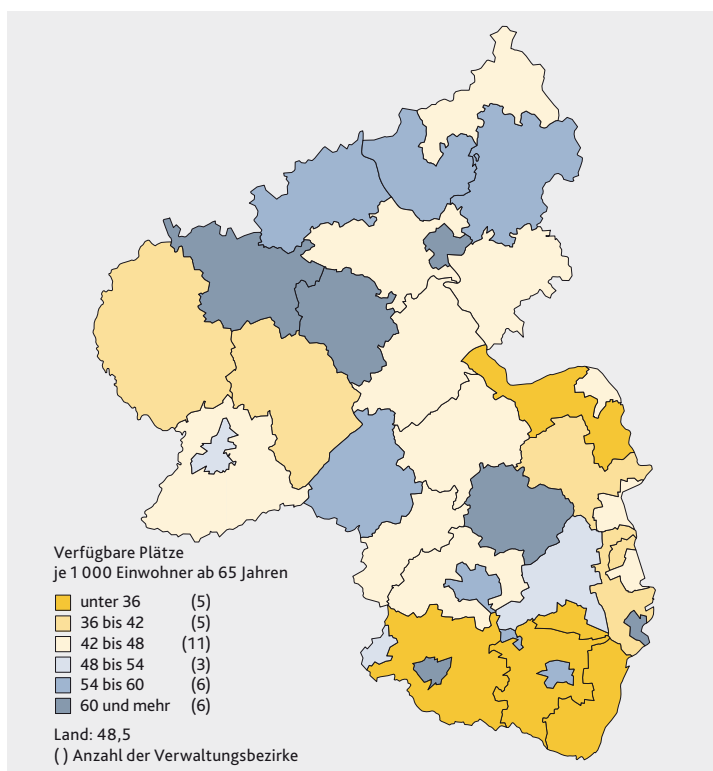 Verfügbare Plätze
je 1 000 Einwohner ab 65 Jahren
unter 36 (5)
36 bis 42 (5)
42 bis 48 (11)
48 bis 54 (3)
54 bis 60 (6)
60 und mehr (6)
Land: 48,5
( ) Anzahl der Verwaltungsbezirke